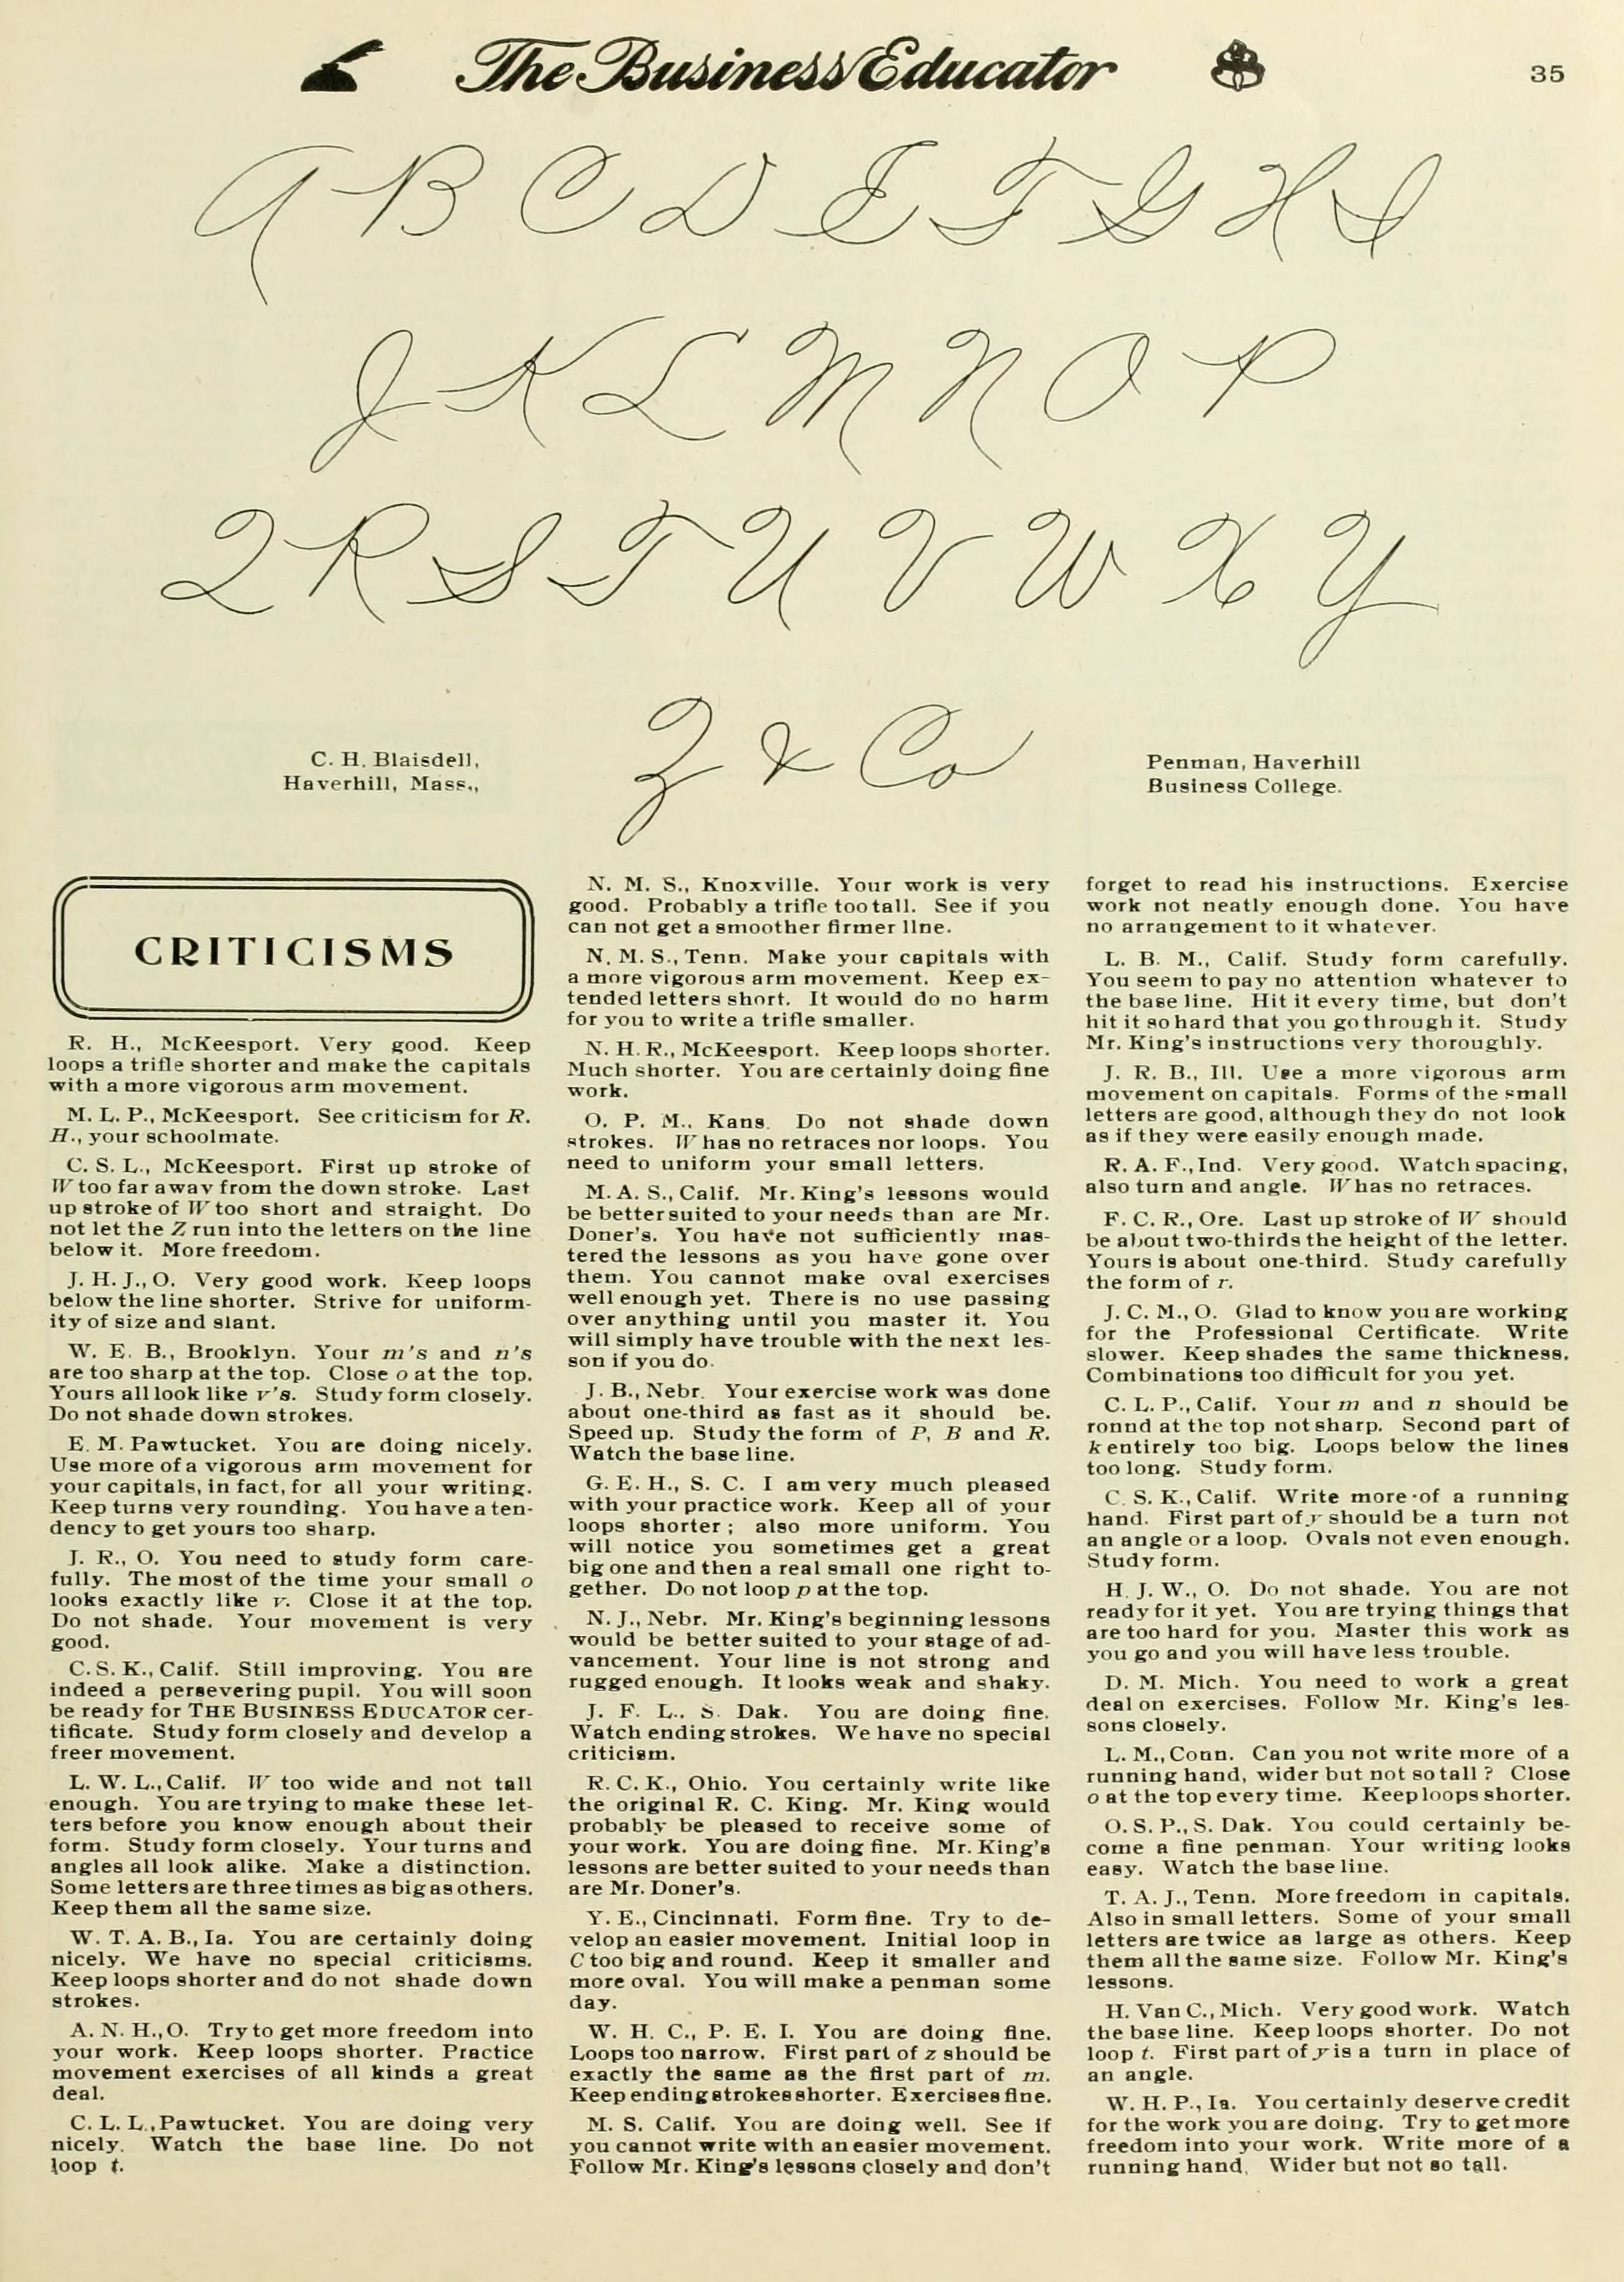 The Business Educator
35
A B C D E F G H I
J K L M N O P
Q R S T U V W X Y
Z & Co
C. H. Blaisdell,
Haverhill, Mass.,
Penman, Haverhill
Business College.
CRITICISMS
R. H., McKeesport. Very good. Keep
loops a trifle shorter and make the capitals
with a more vigorous arm movement.
M. L. P., McKeesport. See criticism for R.
H., your schoolmate.
C. S. L., McKeesport. First up stroke of
W too far away from the down stroke. Last
up stroke of W too short and straight. Do
not let the Z run into the letters on the line
below it. More freedom.
J. H. J., O. Very good work. Keep loops
below the line shorter. Strive for uniform-
ity of size and slant.
W. E. B., Brooklyn. Your m's and n's
are too sharp at the top. Close o at the top.
Yours all look like v's. Study form closely.
Do not shade down strokes.
E. M. Pawtucket. You are doing nicely.
Use more of a vigorous arm movement for
your capitals, in fact, for all your writing.
Keep turns very rounding. You have a ten-
dency to get yours too sharp.
J. R., O. You need to study form care-
fully. The most of the time your small o
looks exactly like v. Close it at the top.
Do not shade. Your movement is very
good.
C. S. K., Calif. Still improving. You are
indeed a persevering pupil. You will soon
be ready for THE BUSINESS EDUCATOR cer-
tificate. Study form closely and develop a
freer movement.
L. W. L., Calif. W too wide and not tall
enough. You are trying to make these let-
ters before you know enough about their
form. Study form closely. Your turns and
angles all look alike. Make a distinction.
Some letters are three times as big as others.
Keep them all the same size.
W. T. A. B., Ia. You are certainly doing
nicely. We have no special criticisms.
Keep loops shorter and do not shade down
strokes.
A. N. H., O. Try to get more freedom into
your work. Keep loops shorter. Practice
movement exercises of all kinds a great
deal.
C. L. L., Pawtucket. You are doing very
nicely. Watch the base line. Do not
loop t.
N. M. S., Knoxville. Your work is very
good. Probably a trifle too tall. See if you
can not get a smoother firmer line.
N. M. S., Tenn. Make your capitals with
a more vigorous arm movement. Keep ex-
tended letters short. It would do no harm
for you to write a trifle smaller.
N. H. R., McKeesport. Keep loops shorter.
Much shorter. You are certainly doing fine
work.
O. P. M., Kans. Do not shade down
strokes. W has no retraces nor loops. You
need to uniform your small letters.
M. A. S., Calif. Mr. King's lessons would
be better suited to your needs than are Mr.
Doner's. You have not sufficiently mas-
tered the lessons as you have gone over
them. You cannot make oval exercises
well enough yet. There is no use passing
over anything until you master it. You
will simply have trouble with the next les-
son if you do.
J. B., Nebr. Your exercise work was done
about one-third as fast as it should be.
Speed up. Study the form of P, B and R.
Watch the base line.
G. E. H., S. C. I am very much pleased
with your practice work. Keep all of your
loops shorter; also more uniform. You
will notice you sometimes get a great
big one and then a real small one right to-
gether. Do not loop p at the top.
N. J., Nebr. Mr. King's beginning lessons
would be better suited to your stage of ad-
vancement. Your line is not strong and
rugged enough. It looks weak and shaky.
J. F. L., S. Dak. You are doing fine.
Watch ending strokes. We have no special
criticism.
R. C. K., Ohio. You certainly write like
the original R. C. King. Mr. King would
probably be pleased to receive some of
your work. You are doing fine. Mr. King's
lessons are better suited to your needs than
are Mr. Doner's.
Y. E., Cincinnati. Form fine. Try to de-
velop an easier movement. Initial loop in
C too big and round. Keep it smaller and
more oval. You will make a penman some
day.
W. H. C., P. E. I. You are doing fine.
Loops too narrow. First part of z should be
exactly the same as the first part of m.
Keep ending strokes shorter. Exercises fine.
M. S. Calif. You are doing well. See if
you cannot write with an easier movement.
Follow Mr. King's lessons closely and don't
forget to read his instructions. Exercise
work not neatly enough done. You have
no arrangement to it whatever.
L. B. M., Calif. Study form carefully.
You seem to pay no attention whatever to
the base line. Hit it every time, but don't
hit it so hard that you go through it. Study
Mr. King's instructions very thoroughly.
J. R. B., Ill. Use a more vigorous arm
movement on capitals. Forms of the small
letters are good, although they do not look
as if they were easily enough made.
R. A. F., Ind. Very good. Watch spacing,
also turn and angle. W has no retraces.
F. C. R., Ore. Last up stroke of W should
be about two-thirds the height of the letter.
Yours is about one-third. Study carefully
the form of r.
J. C. M., O. Glad to know you are working
for the Professional Certificate. Write
slower. Keep shades the same thickness.
Combinations too difficult for you yet.
C. L. P., Calif. Your m and n should be
ronnd at the top not sharp. Second part of
k entirely too big. Loops below the lines
too long. Study form.
C. S. K., Calif. Write more of a running
hand. First part of y should be a turn not
an angle or a loop. Ovals not even enough.
Study form.
H. J. W., O. Do not shade. You are not
ready for it yet. You are trying things that
are too hard for you. Master this work as
you go and you will have less trouble.
D. M. Mich. You need to work a great
deal on exercises. Follow Mr. King's les-
sons closely.
L. M., Conn. Can you not write more of a
running hand, wider but not so tall? Close
o at the top every time. Keep loops shorter.
O. S. P., S. Dak. You could certainly be-
come a fine penman. Your writing looks
easy. Watch the base line.
T. A. J., Tenn. More freedom in capitals.
Also in small letters. Some of your small
letters are twice as large as others. Keep
them all the same size. Follow Mr. King's
lessons.
H. Van C., Mich. Very good work. Watch
the base line. Keep loops shorter. Do not
loop t. First part of y is a turn in place of
an angle.
W. H. P., Ia. You certainly deserve credit
for the work you are doing. Try to get more
freedom into your work. Write more of a
running hand. Wider but not so tall.